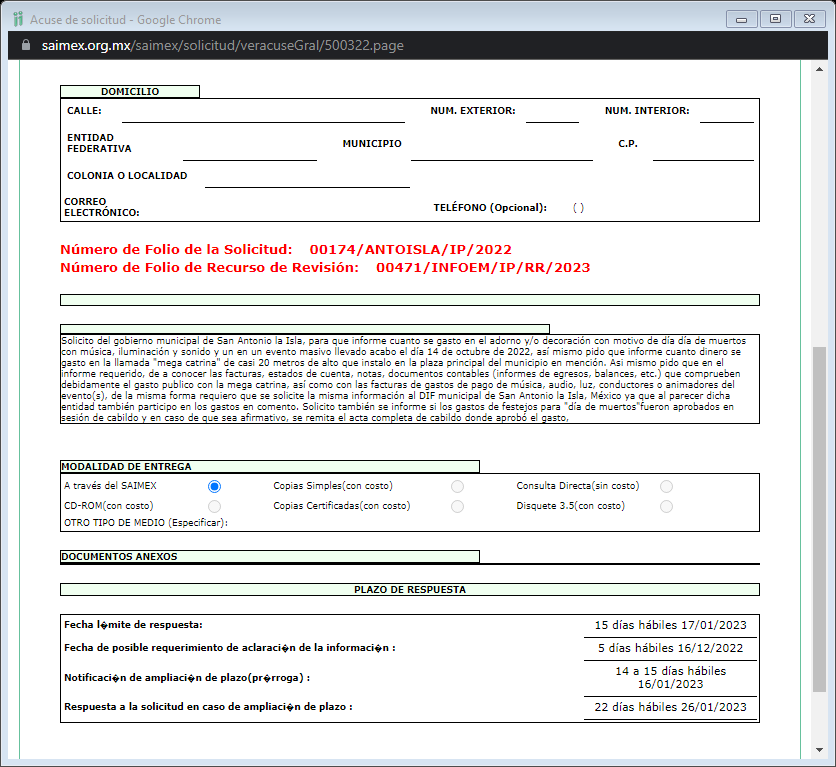 Acuse de solicitud - Google Chrome
saimex.org.mx/saimex/solicitud/veracuseGral/500322.page
DOMICILIO
CALLE: NUM. EXTERIOR: NUM. INTERIOR:
ENTIDAD FEDERATIVA MUNICIPIO C.P.
COLONIA O LOCALIDAD
CORREO ELECTRÓNICO: TELÉFONO (Opcional): ( )
Número de Folio de la Solicitud: 00174/ANTOISLA/IP/2022
Número de Folio de Recurso de Revisión: 00471/INFOEM/IP/RR/2023
Solicito del gobierno municipal de San Antonio la Isla, para que informe cuanto se gasto en el adorno y/o decoración con motivo de día día de muertos
con música, iluminación y sonido y un en un evento masivo llevado acabo el día 14 de octubre de 2022, así mismo pido que informe cuanto dinero se
gasto en la llamada "mega catrina" de casi 20 metros de alto que instalo en la plaza principal del municipio en mención. Asi mismo pido que en el
informe requerido, de a conocer las facturas, estados de cuenta, notas, documentos contables (informes de egresos, balances, etc.) que comprueben
debidamente el gasto publico con la mega catrina, así como con las facturas de gastos de pago de música, audio, luz, conductores o animadores del
evento(s), de la misma forma requiero que se solicite la misma información al DIF municipal de San Antonio la Isla, México ya que al parecer dicha
entidad también participo en los gastos en comento. Solicito también se informe si los gastos de festejos para "día de muertos"fueron aprobados en
sesión de cabildo y en caso de que sea afirmativo, se remita el acta completa de cabildo donde aprobó el gasto,
MODALIDAD DE ENTREGA
A través del SAIMEX Copias Simples(con costo) Consulta Directa(sin costo)
CD-ROM(con costo) Copias Certificadas(con costo) Disquete 3.5(con costo)
OTRO TIPO DE MEDIO (Especificar):
DOCUMENTOS ANEXOS
PLAZO DE RESPUESTA
Fecha l�mite de respuesta: 15 días hábiles 17/01/2023
Fecha de posible requerimiento de aclaraci�n de la informaci�n : 5 días hábiles 16/12/2022
Notificaci�n de ampliaci�n de plazo(pr�rroga) : 14 a 15 días hábiles 16/01/2023
Respuesta a la solicitud en caso de ampliaci�n de plazo : 22 días hábiles 26/01/2023